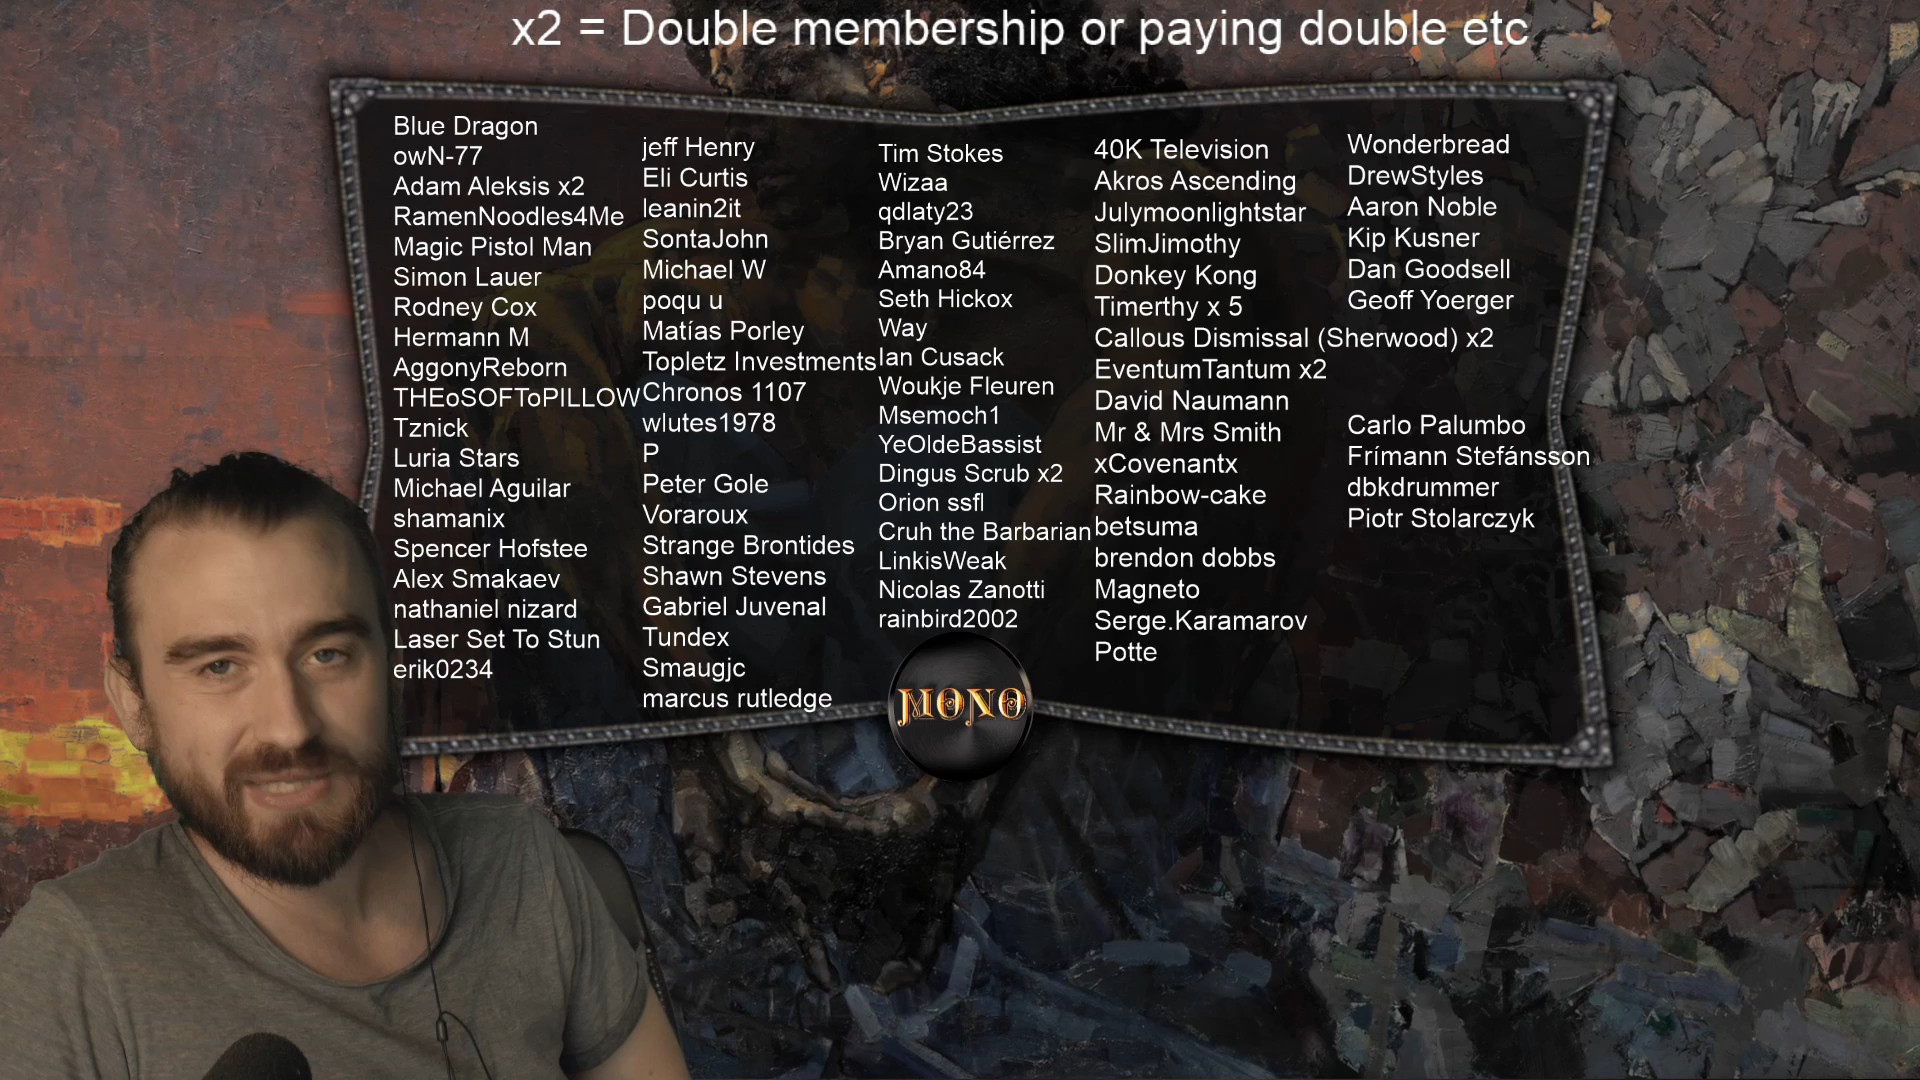 x2 = Double membership or paying double etc
Blue Dragon
owN-77
Adam Aleksis x2
RamenNoodles4Me
Magic Pistol Man
Simon Lauer
Rodney Cox
Hermann M
AggonyReborn
THEoSOFToPILLOW
Tznick
Luria Stars
Michael Aguilar
shamanix
Spencer Hofstee
Alex Smakaev
nathaniel nizard
Laser Set To Stun
erik0234
jeff Henry
Eli Curtis
leanin2it
SontaJohn
Michael W
poqu u
Matías Porley
Topletz Investments
Chronos 1107
wlutes1978
P
Peter Gole
Voraroux
Strange Brontides
Shawn Stevens
Gabriel Juvenal
Tundex
Smaugjc
marcus rutledge
Tim Stokes
Wizaa
qdlaty23
Bryan Gutiérrez
Amano84
Seth Hickox
Way
Ian Cusack
Woukje Fleuren
Msemoch1
YeOldeBassist
Dingus Scrub x2
Orion ssfl
Cruh the Barbarian
LinkisWeak
Nicolas Zanotti
rainbird2002
MONO
40K Television
Akros Ascending
Julymoonlightstar
SlimJimothy
Donkey Kong
Timerthy x 5
Callous Dismissal (Sherwood) x2
EventumTantum x2
David Naumann
Mr & Mrs Smith
xCovenantx
Rainbow-cake
betsuma
brendon dobbs
Magneto
Serge.Karamarov
Potte
Wonderbread
DrewStyles
Aaron Noble
Kip Kusner
Dan Goodsell
Geoff Yoerger
Carlo Palumbo
Frímann Stefánsson
dbkdrummer
Piotr Stolarczyk